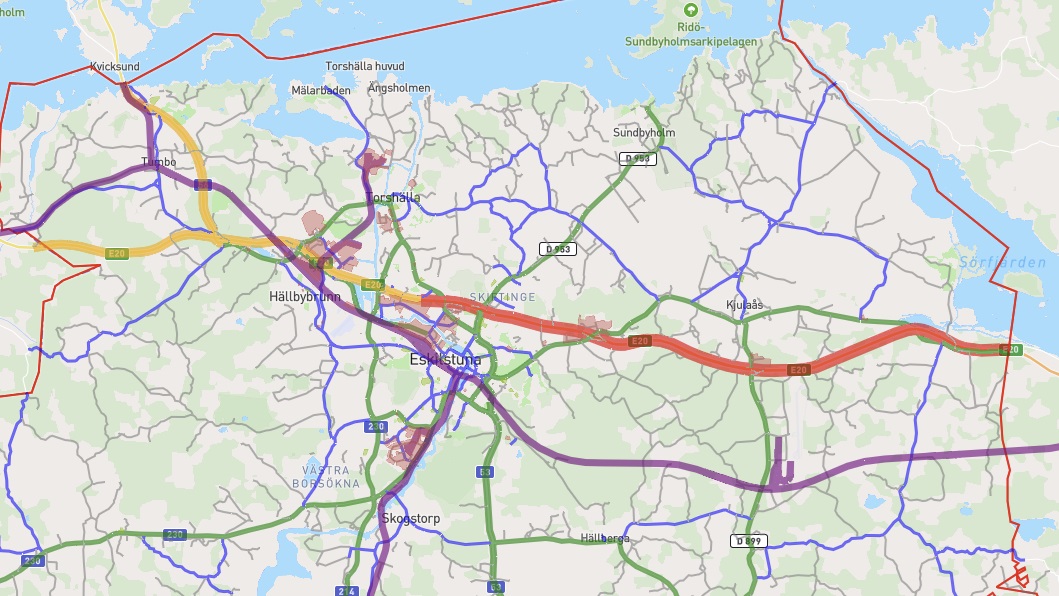 holm
Ridö-
Sundbyholmsarkipelagen
Kvicksund
Torshälla huvud
Mälarbaden
Ängsholmen
Sundbyholm
D 953
Tumbo
Torshälla
D 953
E20
Sörfjärden
E20
Hällbybrunn
SKIFTINGE
Kjulaås
E20
E20
Eskilstuna
E20
230
VÄSTRA
BORSÖKNA
53
Skogstorp
230
Hällberga
D 899
230
53
214